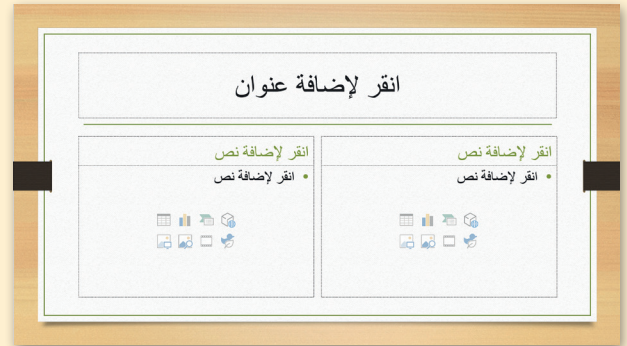 انقر لإضافة عنوان
انقر لإضافة نص
• انقر لإضافة نص
انقر لإضافة نص
• انقر لإضافة نص